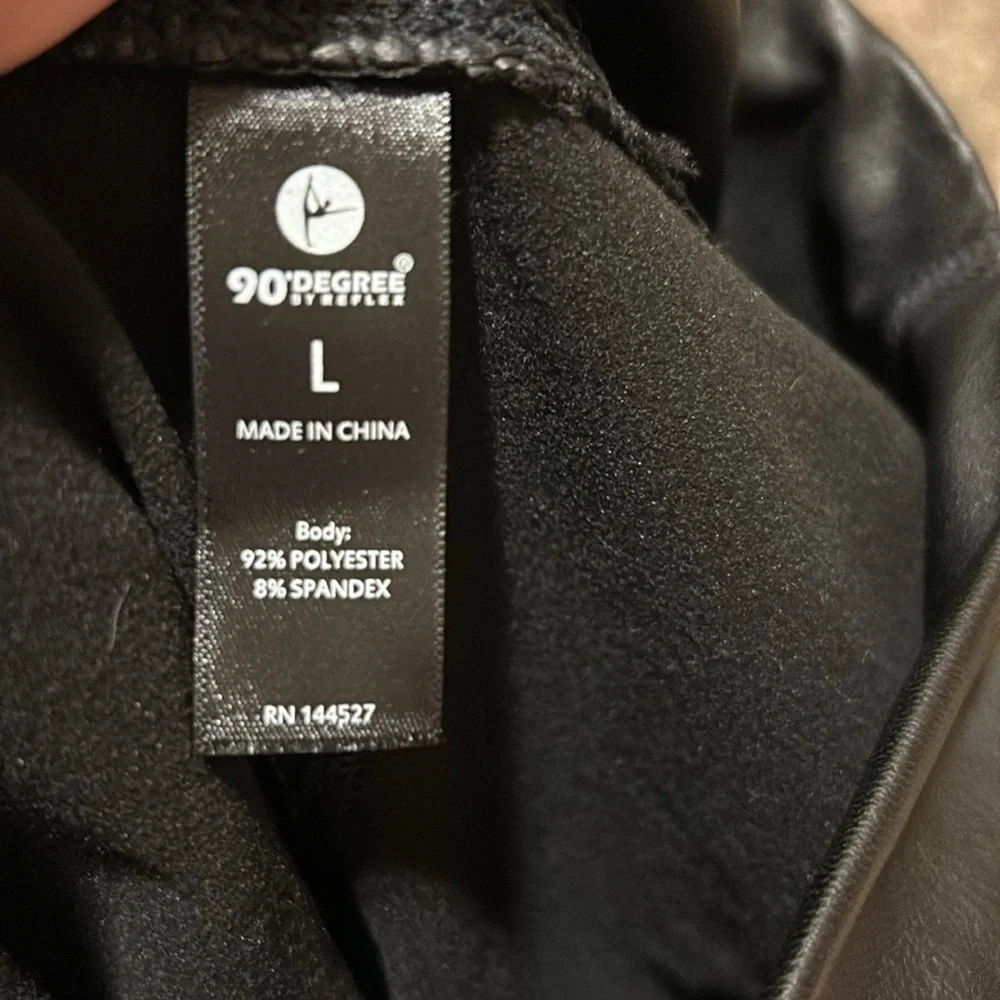 90°DEGREE®
BY REFLEX
L
MADE IN CHINA
Body:
92% POLYESTER
8% SPANDEX
RN 144527